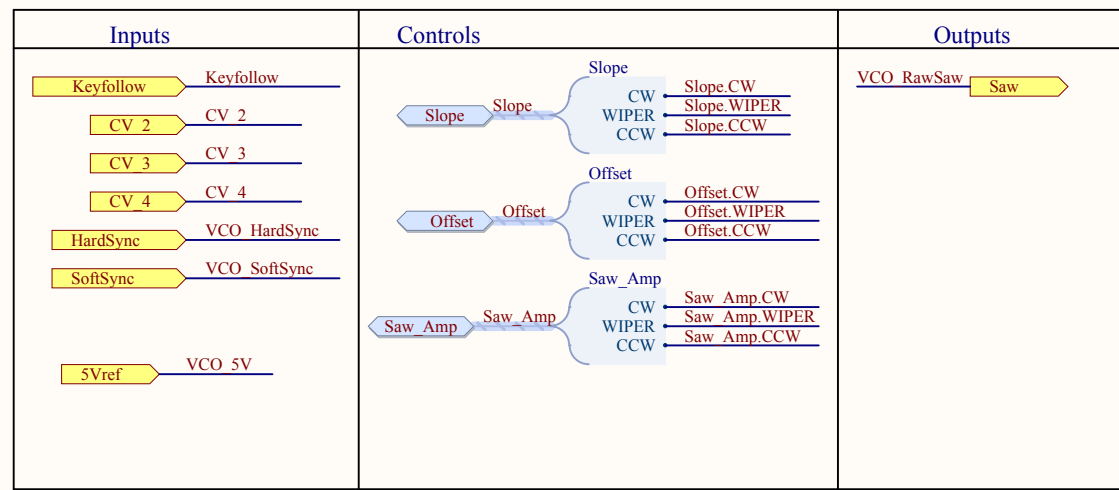 Inputs
Keyfollow Keyfollow
CV_2 CV_2
CV_3 CV_3
CV_4 CV_4
HardSync VCO_HardSync
SoftSync VCO_SoftSync
5Vref VCO_5V
Controls
Slope
Slope Slope
CW Slope.CW
WIPER Slope.WIPER
CCW Slope.CCW
Offset
Offset Offset
CW Offset.CW
WIPER Offset.WIPER
CCW Offset.CCW
Saw_Amp
Saw_Amp Saw_Amp
CW Saw_Amp.CW
WIPER Saw_Amp.WIPER
CCW Saw_Amp.CCW
Outputs
VCO_RawSaw Saw